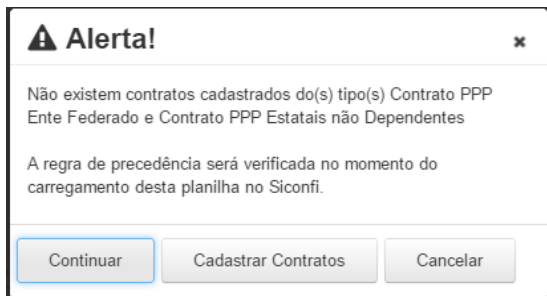 Alerta!
Não existem contratos cadastrados do(s) tipo(s) Contrato PPP
Ente Federado e Contrato PPP Estatais não Dependentes
A regra de precedência será verificada no momento do
carregamento desta planilha no Siconfi.
Continuar
Cadastrar Contratos
Cancelar